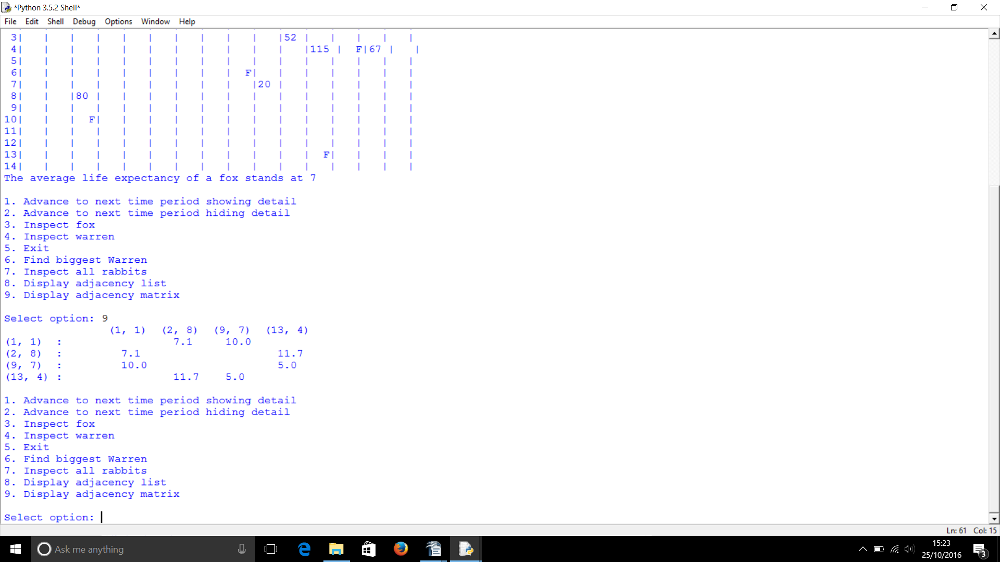 *Python 3.5.2 Shell*
File Edit Shell Debug Options Window Help
3|   |   |   |   |   |   |   |   |   |   |52 |   |   |   |   |
4|   |   |   |   |   |   |   |   |   |   |   |115 |  F|67 |   |
5|   |   |   |   |   |   |   |   |   |   |   |   |   |   |   |
6|   |   |   |   |   |   |   |   |  F|   |   |   |   |   |   |
7|   |   |   |   |   |   |   |   |   |20 |   |   |   |   |   |
8|   |   |80 |   |   |   |   |   |   |   |   |   |   |   |   |
9|   |   |   |   |   |   |   |   |   |   |   |   |   |   |   |
10|   |   |  F|   |   |   |   |   |   |   |   |   |   |   |   |
11|   |   |   |   |   |   |   |   |   |   |   |   |   |   |   |
12|   |   |   |   |   |   |   |   |   |   |   |   |   |   |   |
13|   |   |   |   |   |   |   |   |   |   |   |  F|   |   |   |
14|   |   |   |   |   |   |   |   |   |   |   |   |   |   |   |
The average life expectancy of a fox stands at 7
1. Advance to next time period showing detail
2. Advance to next time period hiding detail
3. Inspect fox
4. Inspect warren
5. Exit
6. Find biggest Warren
7. Inspect all rabbits
8. Display adjacency list
9. Display adjacency matrix
Select option: 9
(1, 1) (2, 8) (9, 7) (13, 4)
(1, 1) : 7.1 10.0
(2, 8) : 7.1 11.7
(9, 7) : 10.0 5.0
(13, 4) : 11.7 5.0
1. Advance to next time period showing detail
2. Advance to next time period hiding detail
3. Inspect fox
4. Inspect warren
5. Exit
6. Find biggest Warren
7. Inspect all rabbits
8. Display adjacency list
9. Display adjacency matrix
Select option:
Ln: 61 Col: 15
Ask me anything
15:23
25/10/2016
3